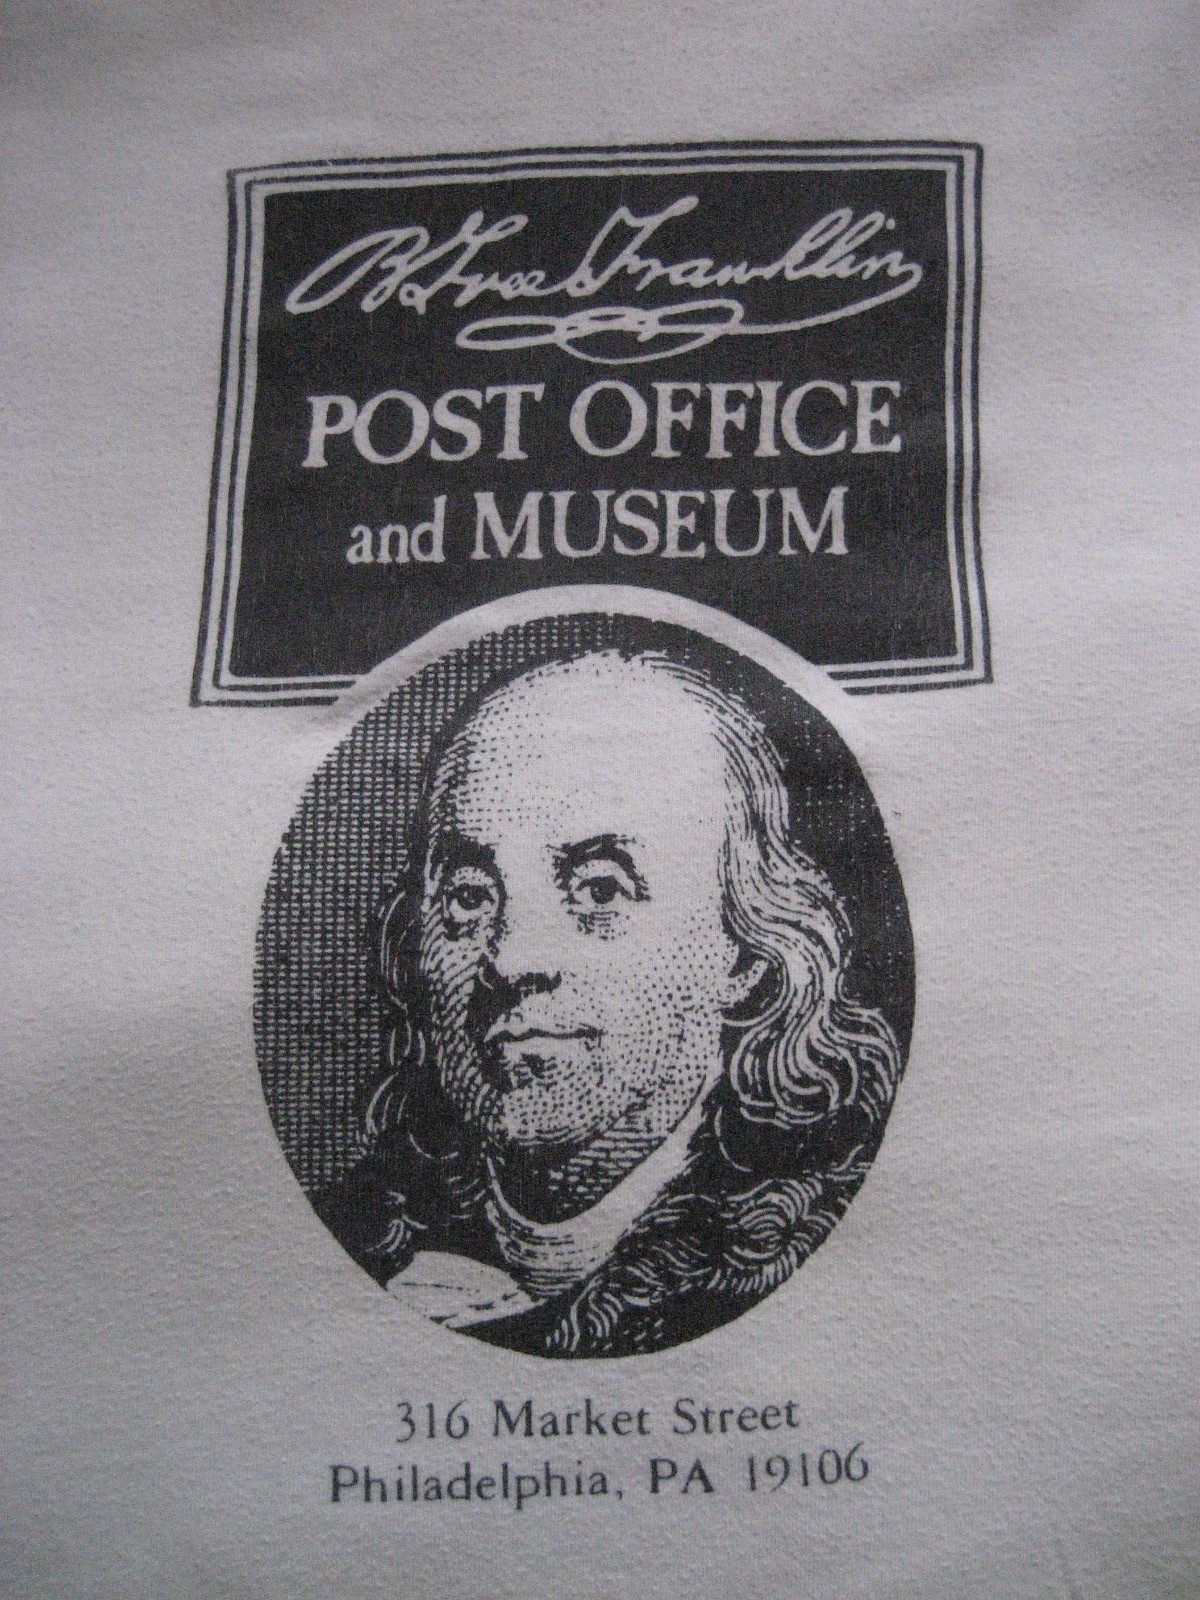 B Free Franklin
POST OFFICE
and MUSEUM
316 Market Street
Philadelphia, PA 19106